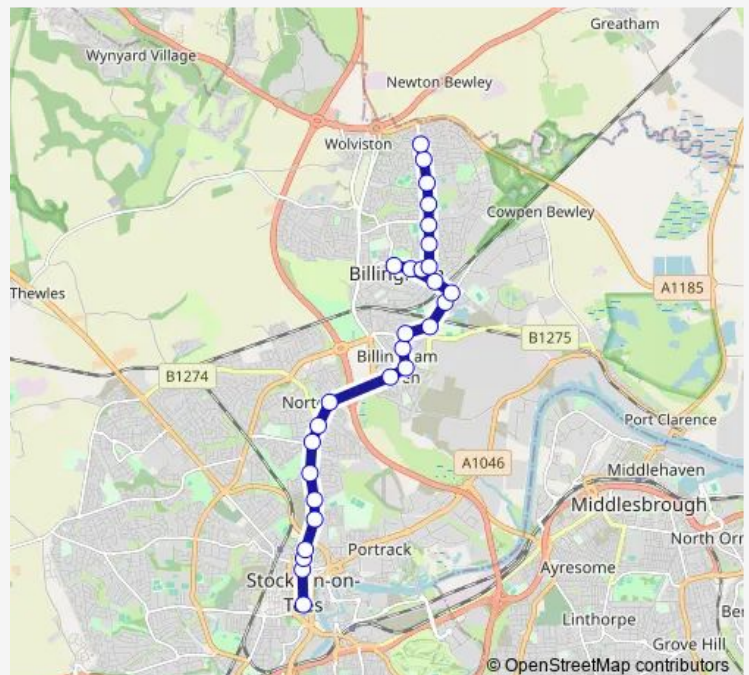 Greatham
Wynyard Village
Newton Bewley
Wolviston
Cowpen Bewley
Thewles
A1185
B1275
B1274
Port Clarence
A1046
Middlehaven
Middlesbrough
Portrack
North Orm
Ayresome
Linthorpe
Grove Hill
© OpenStreetMap contributors